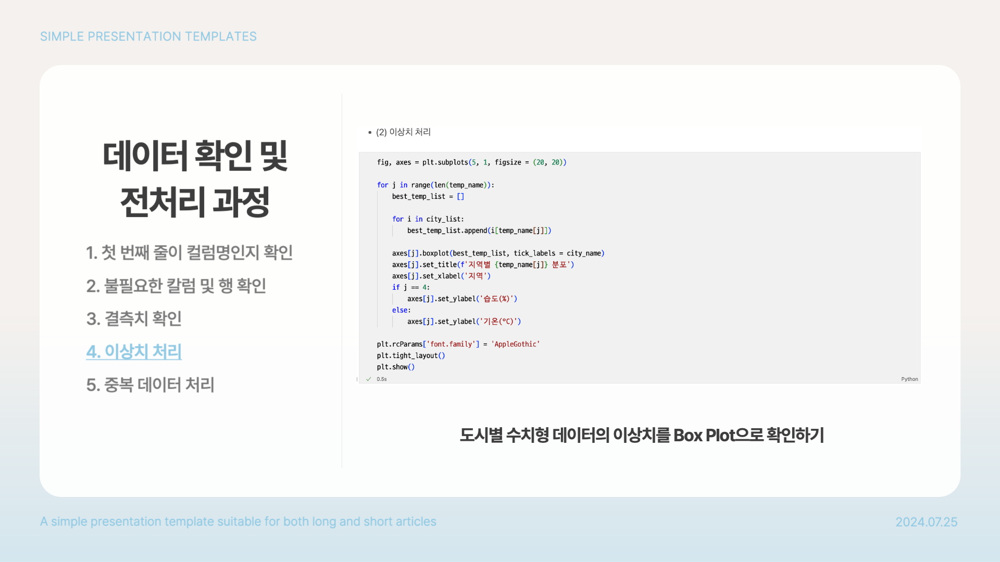 SIMPLE PRESENTATION TEMPLATES
데이터 확인 및
전처리 과정
1. 첫 번째 줄이 컬럼명인지 확인
2. 불필요한 칼럼 및 행 확인
3. 결측치 확인
4. 이상치 처리
5. 중복 데이터 처리
• (2) 이상치 처리
fig, axes = plt.subplots(5, 1, figsize = (20, 20))
for j in range(len(temp_name)):
    best_temp_list = []
    for i in city_list:
        best_temp_list.append(i[temp_name[j]])
    axes[j].boxplot(best_temp_list, tick_labels = city_name)
    axes[j].set_title(f'지역별 {temp_name[j]} 분포')
    axes[j].set_xlabel('지역')
    if j == 4:
        axes[j].set_ylabel('습도(%)')
    else:
        axes[j].set_ylabel('기온(°C)')
plt.rcParams['font.family'] = 'AppleGothic'
plt.tight_layout()
plt.show()
✓ 0.5s
Python
도시별 수치형 데이터의 이상치를 Box Plot으로 확인하기
A simple presentation template suitable for both long and short articles
2024.07.25